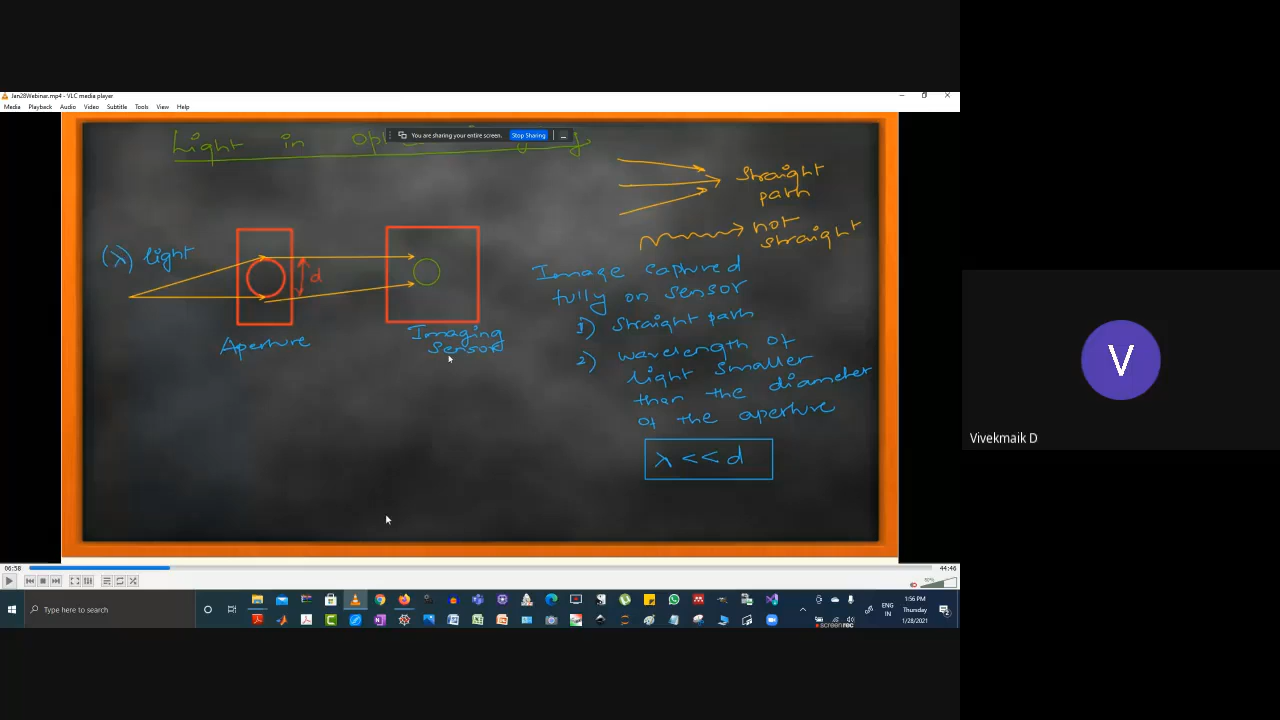 Jan28Webinar.mp4 - VLC media player
Media Playback Audio Video View Subtitle Tools View Help
You are sharing your entire screen. Stop Sharing
Light in
(λ) light
d
Aperture
Imaging
Sensor
straight
path
not
straight
Image captured
fully on sensor
1) straight path
2) wavelength of
light smaller
than the diameter
of the aperture
λ << d
V
Vivekmaik D
06:58
44:46
Type here to search
ENG
IN
1:56 PM
Thursday
1/28/2021
SCREEN REC